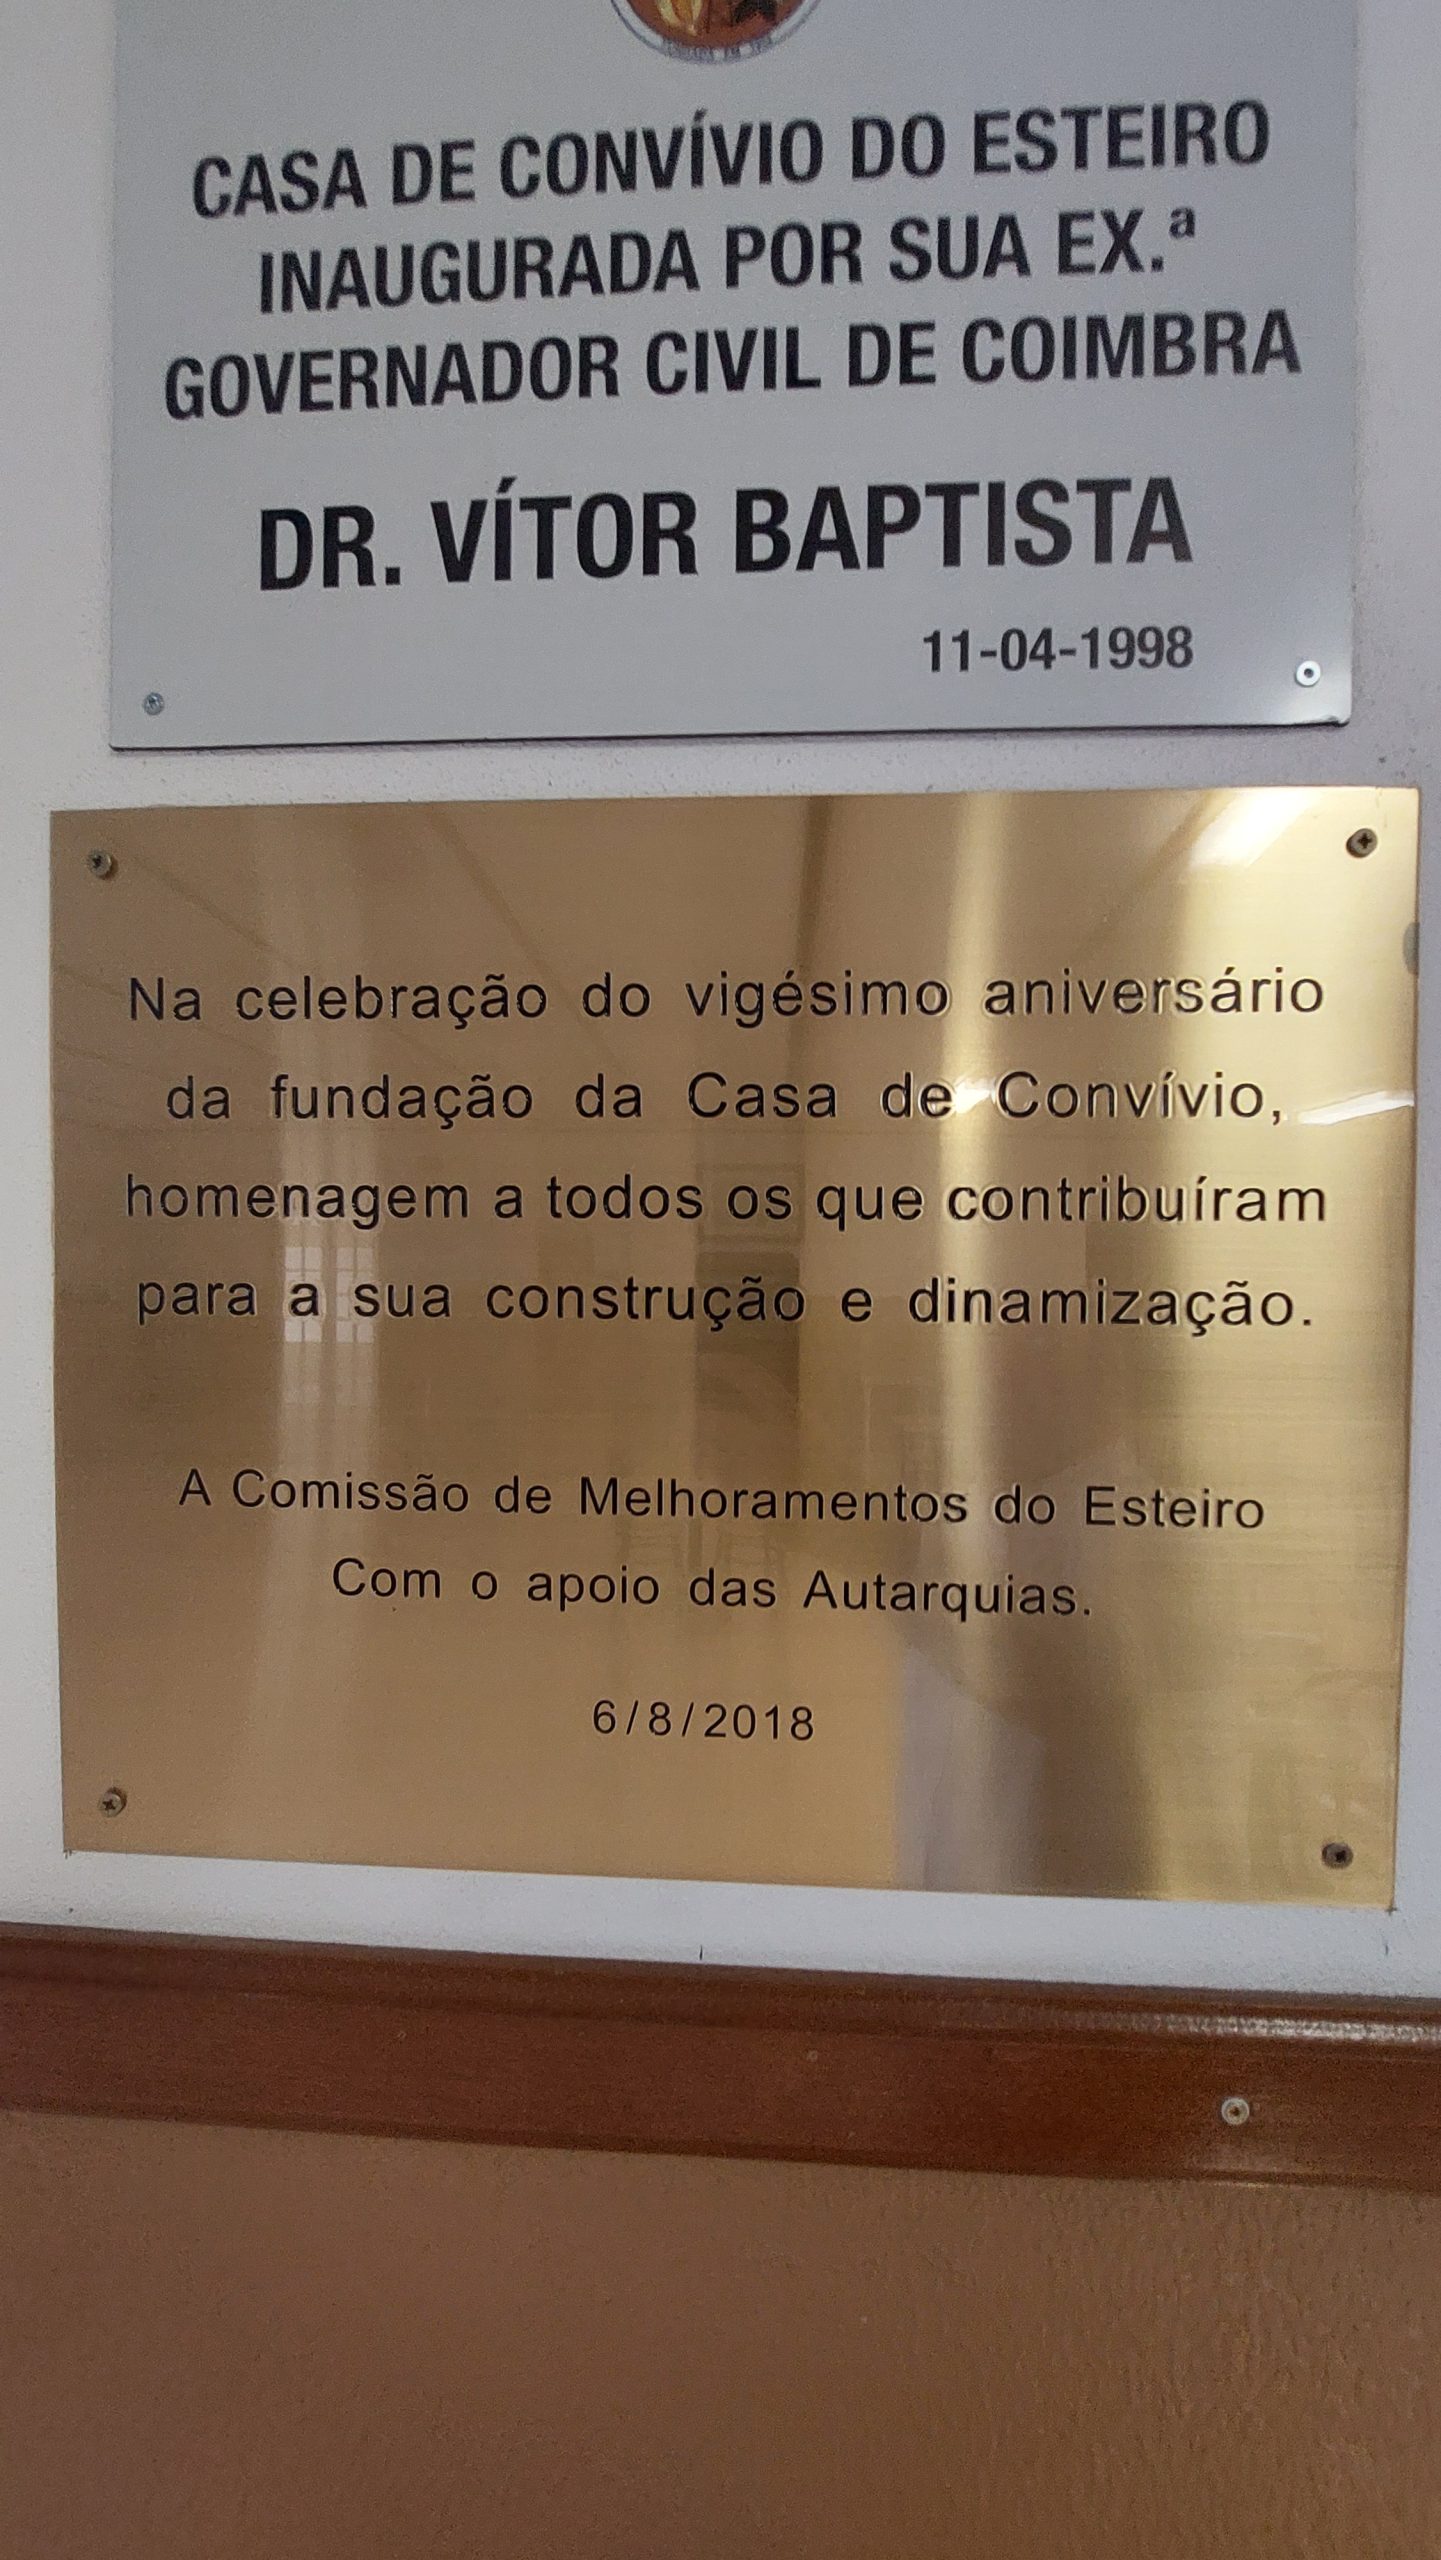 CASA DE CONVÍVIO DO ESTEIRO
INAUGURADA POR SUA EX.ª
GOVERNADOR CIVIL DE COIMBRA
DR. VÍTOR BAPTISTA
11-04-1998
Na celebração do vigésimo aniversário
da fundação da Casa de Convívio,
homenagem a todos os que contribuíram
para a sua construção e dinamização.
A Comissão de Melhoramentos do Esteiro
Com o apoio das Autarquias.
6/8/2018